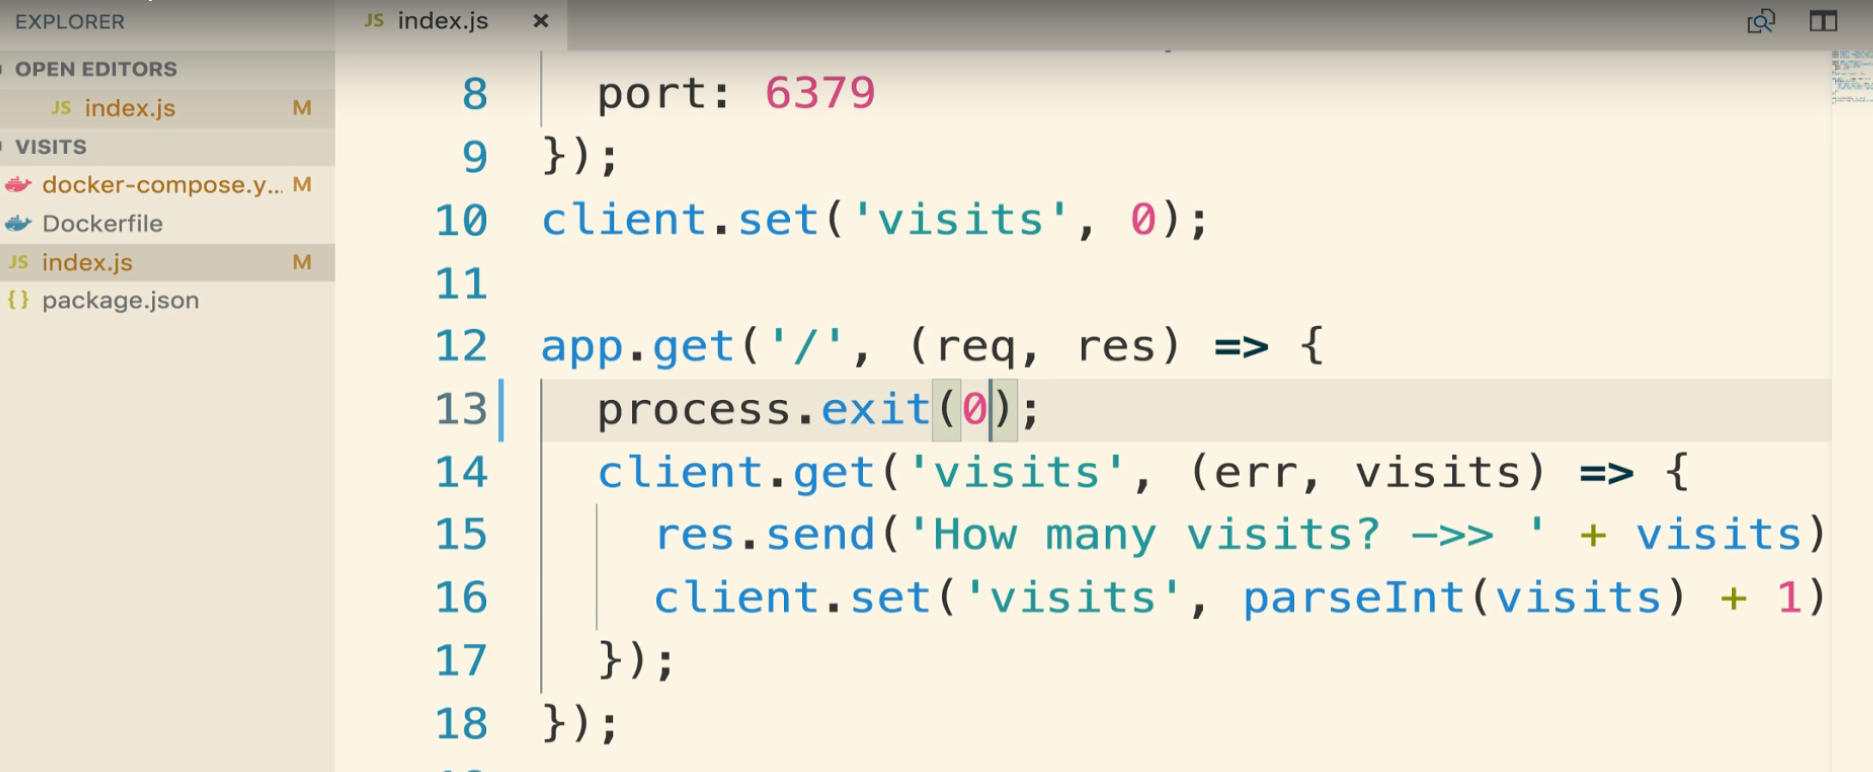 EXPLORER
JS index.js ×
OPEN EDITORS
JS index.js M
VISITS
docker-compose.y... M
Dockerfile
JS index.js M
{} package.json
8 port: 6379
9 });
10 client.set('visits', 0);
11
12 app.get('/', (req, res) => {
13 process.exit(0);
14 client.get('visits', (err, visits) => {
15 res.send('How many visits? ->> ' + visits)
16 client.set('visits', parseInt(visits) + 1)
17 });
18 });